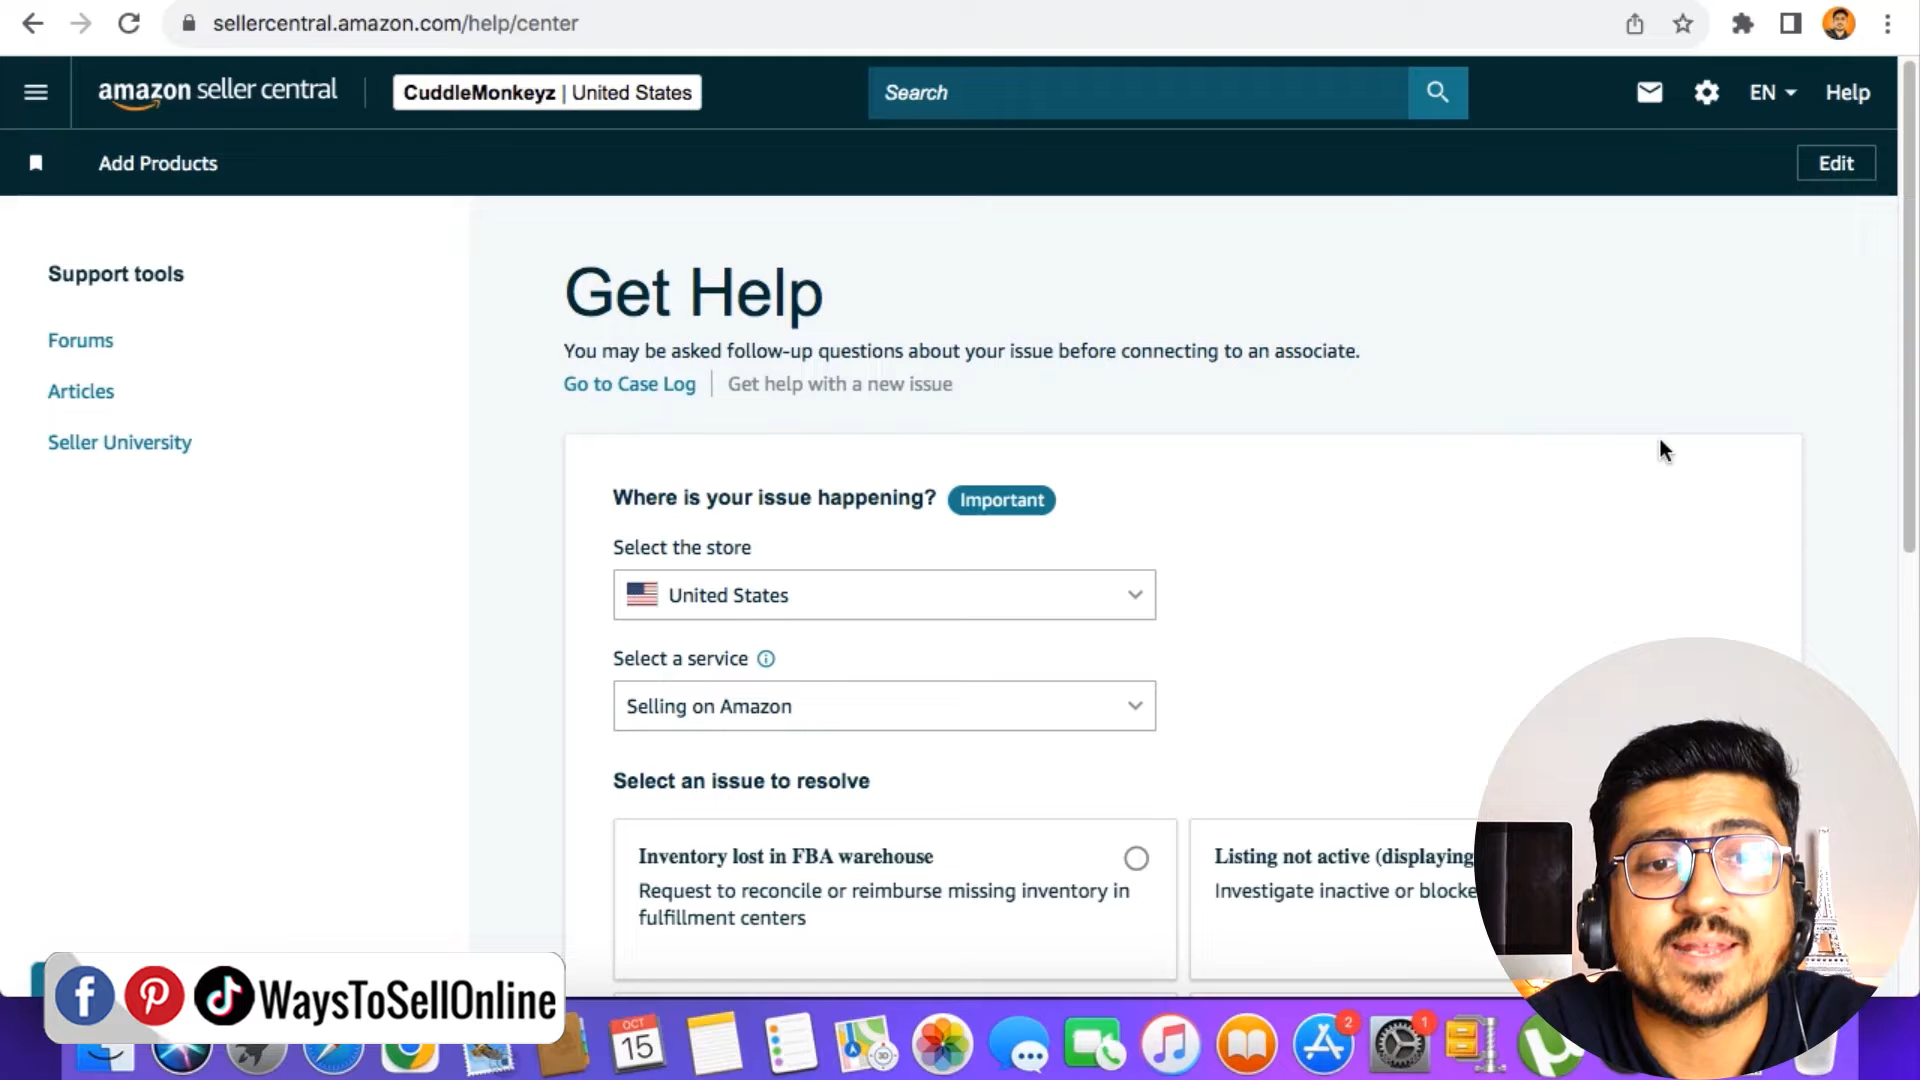 sellercentral.amazon.com/help/center
amazon seller central
CuddleMonkeyz | United States
Search
EN
Help
Add Products
Edit
Support tools
Forums
Articles
Seller University
Get Help
You may be asked follow-up questions about your issue before connecting to an associate.
Go to Case Log | Get help with a new issue
Where is your issue happening? Important
Select the store
United States
Select a service
Selling on Amazon
Select an issue to resolve
Inventory lost in FBA warehouse
Request to reconcile or reimburse missing inventory in
fulfillment centers
Listing not active (displaying
Investigate inactive or blocke
WaysToSellOnline
OCT
15
3D
2
1